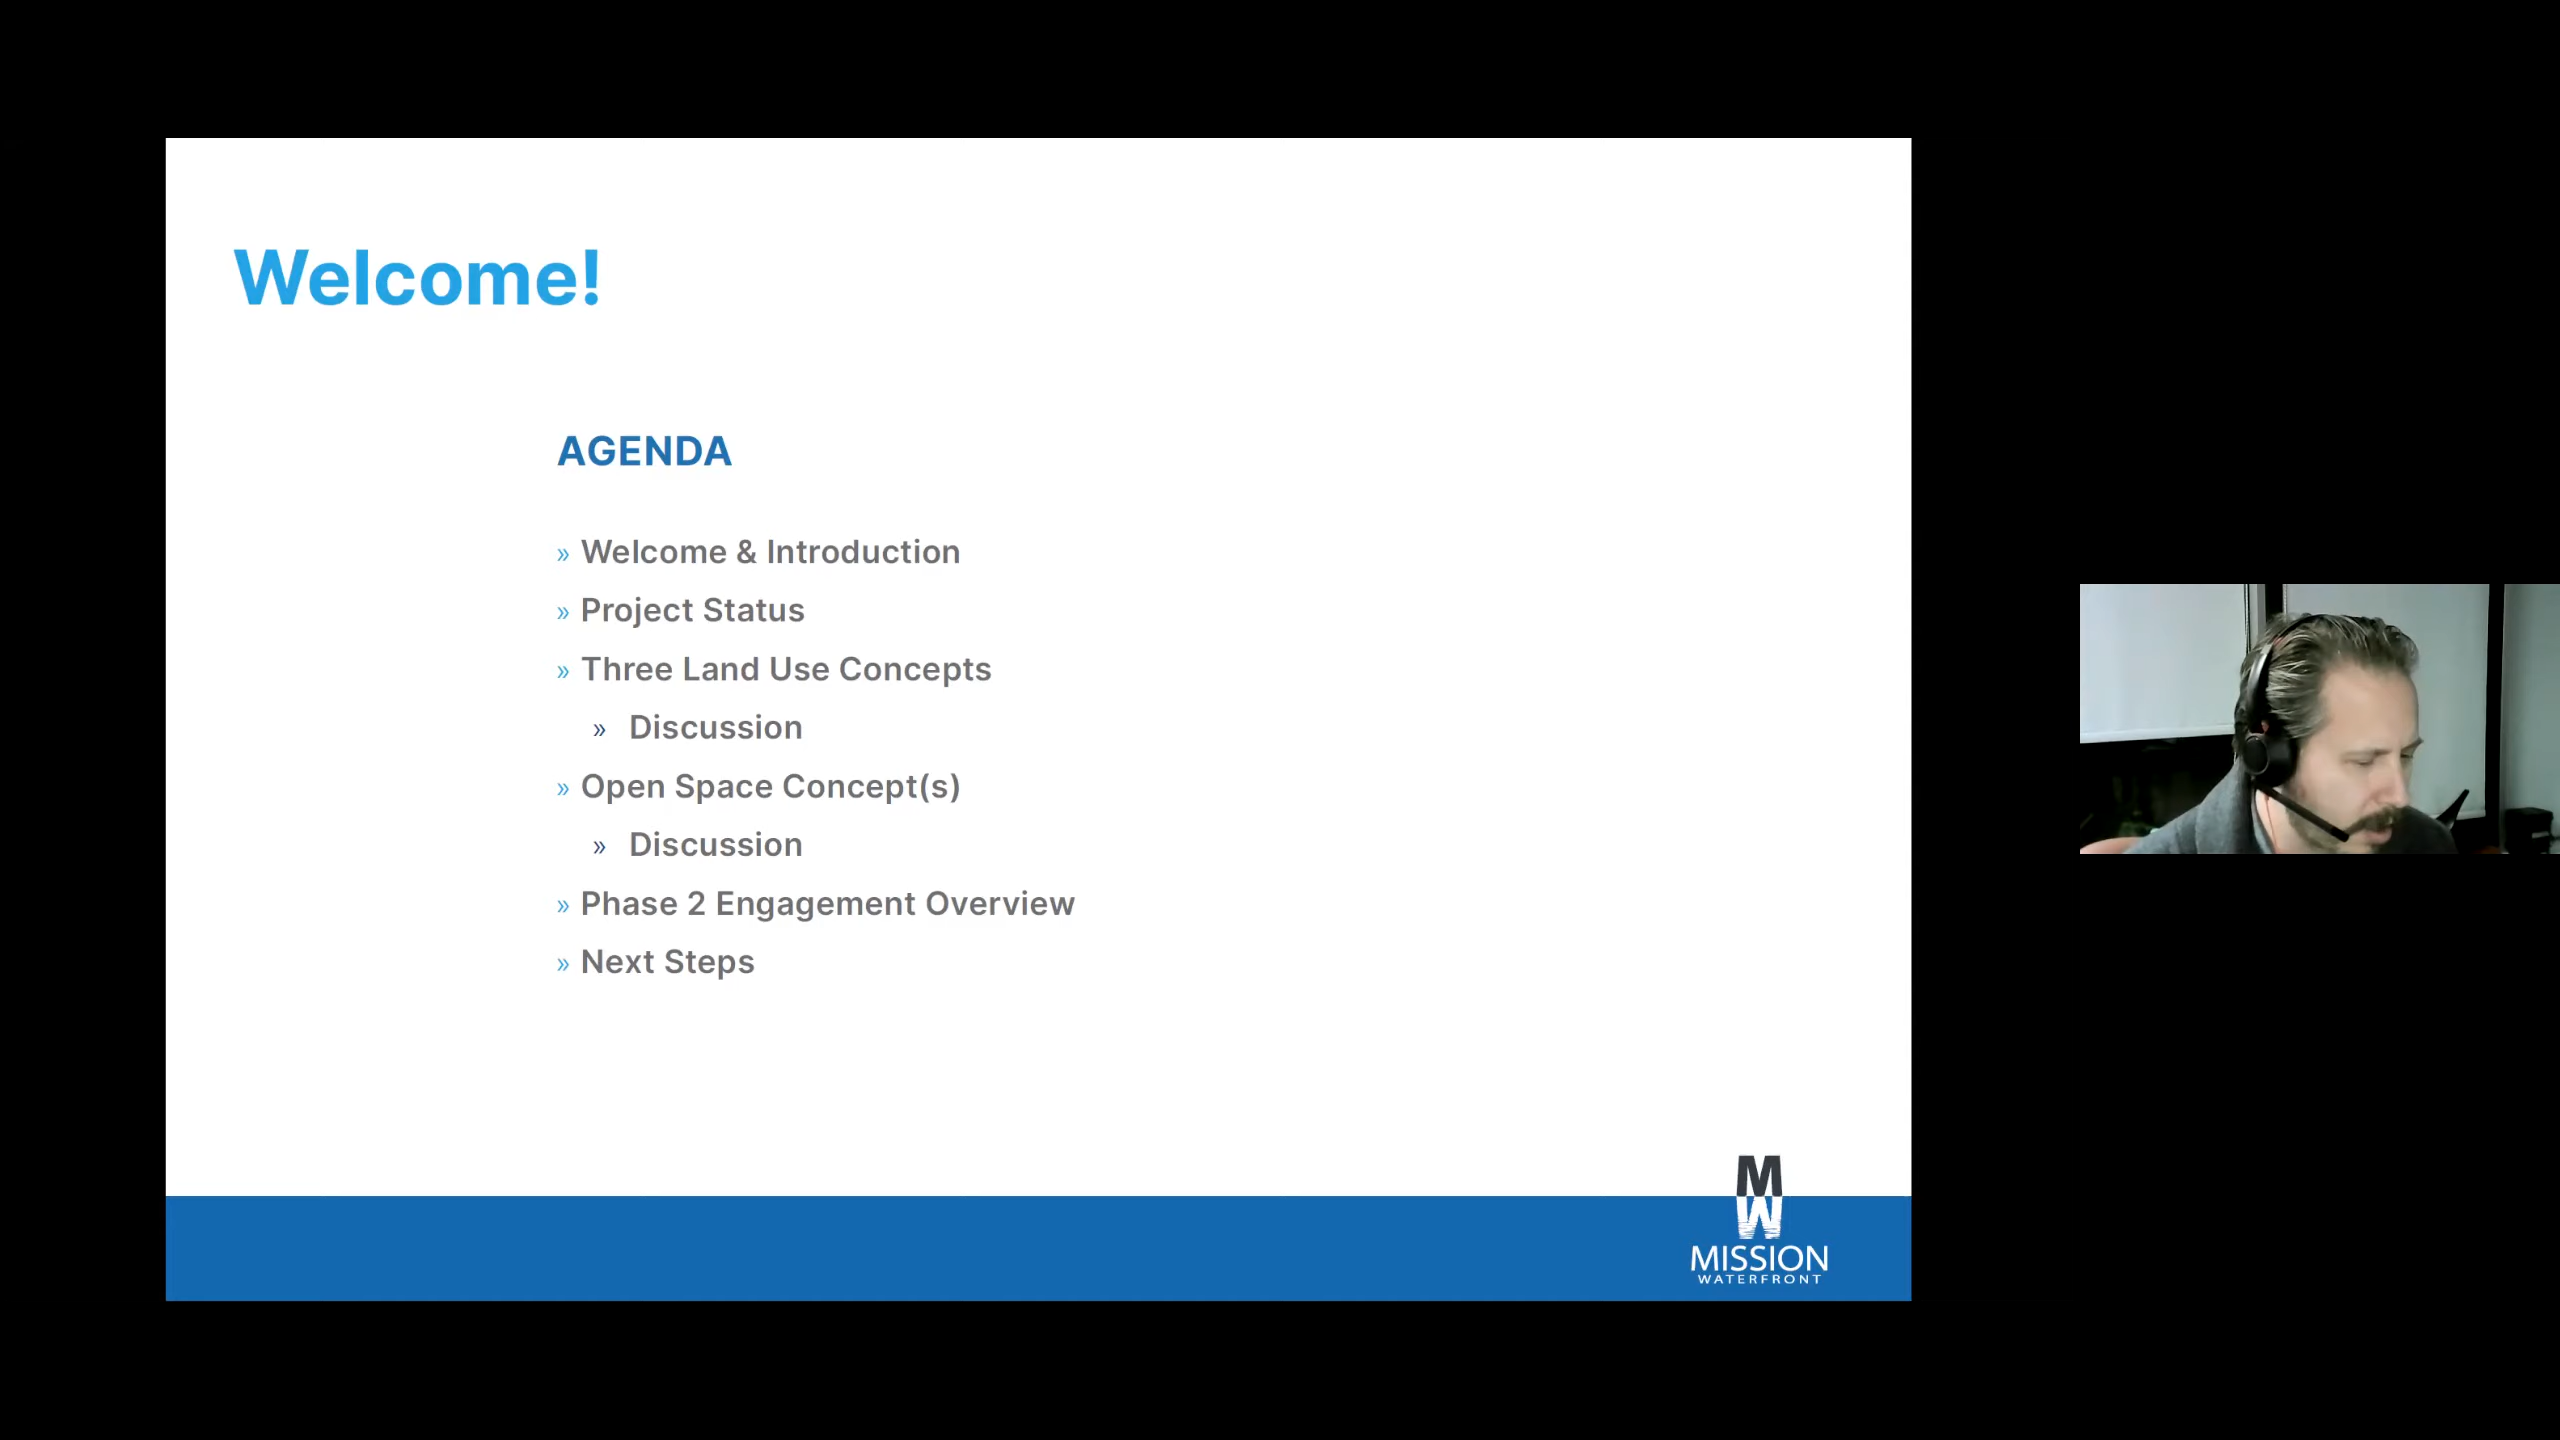 Welcome!
AGENDA
» Welcome & Introduction
» Project Status
» Three Land Use Concepts
» Discussion
» Open Space Concept(s)
» Discussion
» Phase 2 Engagement Overview
» Next Steps
M
W
MISSION
WATERFRONT